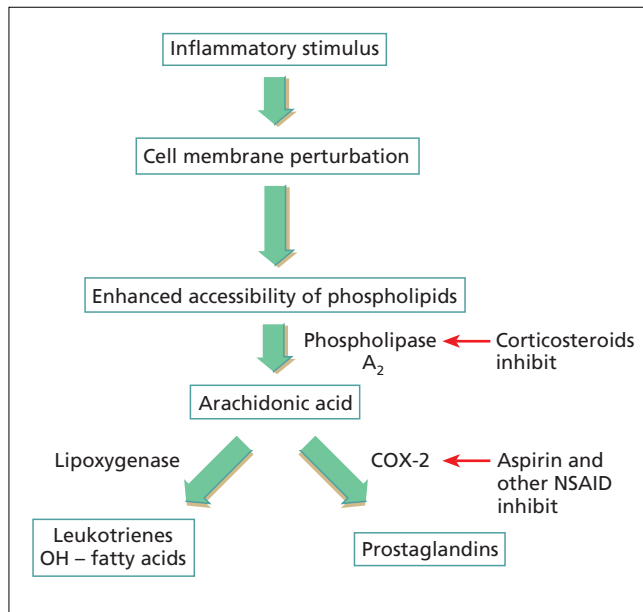 Inflammatory stimulus
Cell membrane perturbation
Enhanced accessibility of phospholipids
Phospholipase
A₂
Corticosteroids
inhibit
Arachidonic acid
Lipoxygenase
COX-2
Aspirin and
other NSAID
inhibit
Leukotrienes
OH – fatty acids
Prostaglandins